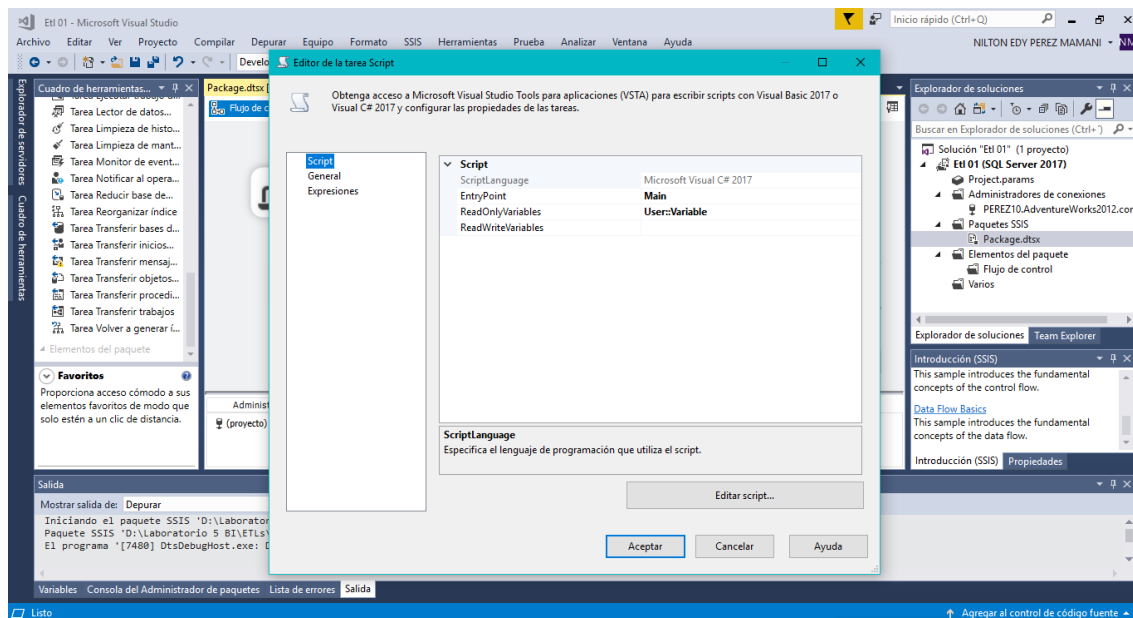 Etl 01 - Microsoft Visual Studio
Inicio rápido (Ctrl+Q)
Archivo Editar Ver Proyecto Compilar Depurar Equipo Formato SSIS Herramientas Prueba Analizar Ventana Ayuda
NILTON EDY PEREZ MAMANI
NM
Develo
Explorador de servidores
Cuadro de herramientas
Cuadro de herramientas...
Tarea Lector de datos...
Tarea Limpieza de histo...
Tarea Limpieza de mant...
Tarea Monitor de event...
Tarea Notificar al opera...
Tarea Reducir base de...
Tarea Reorganizar índice
Tarea Transferir bases d...
Tarea Transferir inicios...
Tarea Transferir mensaj...
Tarea Transferir objetos...
Tarea Transferir procedi...
Tarea Transferir trabajos
Tarea Volver a generar í...
Elementos del paquete
Favoritos
Proporciona acceso cómodo a sus
elementos favoritos de modo que
solo estén a un clic de distancia.
Package.dtsx [
Flujo de c
Administ
(proyecto)
Editor de la tarea Script
Obtenga acceso a Microsoft Visual Studio Tools para aplicaciones (VSTA) para escribir scripts con Visual Basic 2017 o
Visual C# 2017 y configurar las propiedades de las tareas.
Script
General
Expresiones
Script
ScriptLanguage Microsoft Visual C# 2017
EntryPoint Main
ReadOnlyVariables User::Variable
ReadWriteVariables
ScriptLanguage
Especifica el lenguaje de programación que utiliza el script.
Editar script...
Aceptar Cancelar Ayuda
Explorador de soluciones
Buscar en Explorador de soluciones (Ctrl+´)
Solución "Etl 01" (1 proyecto)
Etl 01 (SQL Server 2017)
Project.params
Administradores de conexiones
PEREZ10.AdventureWorks2012.cor
Paquetes SSIS
Package.dtsx
Elementos del paquete
Flujo de control
Varios
Explorador de soluciones Team Explorer
Introducción (SSIS)
This sample introduces the fundamental
concepts of the control flow.
Data Flow Basics
This sample introduces the fundamental
concepts of the data flow.
Introducción (SSIS) Propiedades
Salida
Mostrar salida de: Depurar
Iniciando el paquete SSIS 'D:\Laborator
Paquete SSIS 'D:\Laboratorio 5 BI\ETLs\
El programa '[7480] DtsDebugHost.exe: D
Variables Consola del Administrador de paquetes Lista de errores Salida
Listo
Agregar al control de código fuente